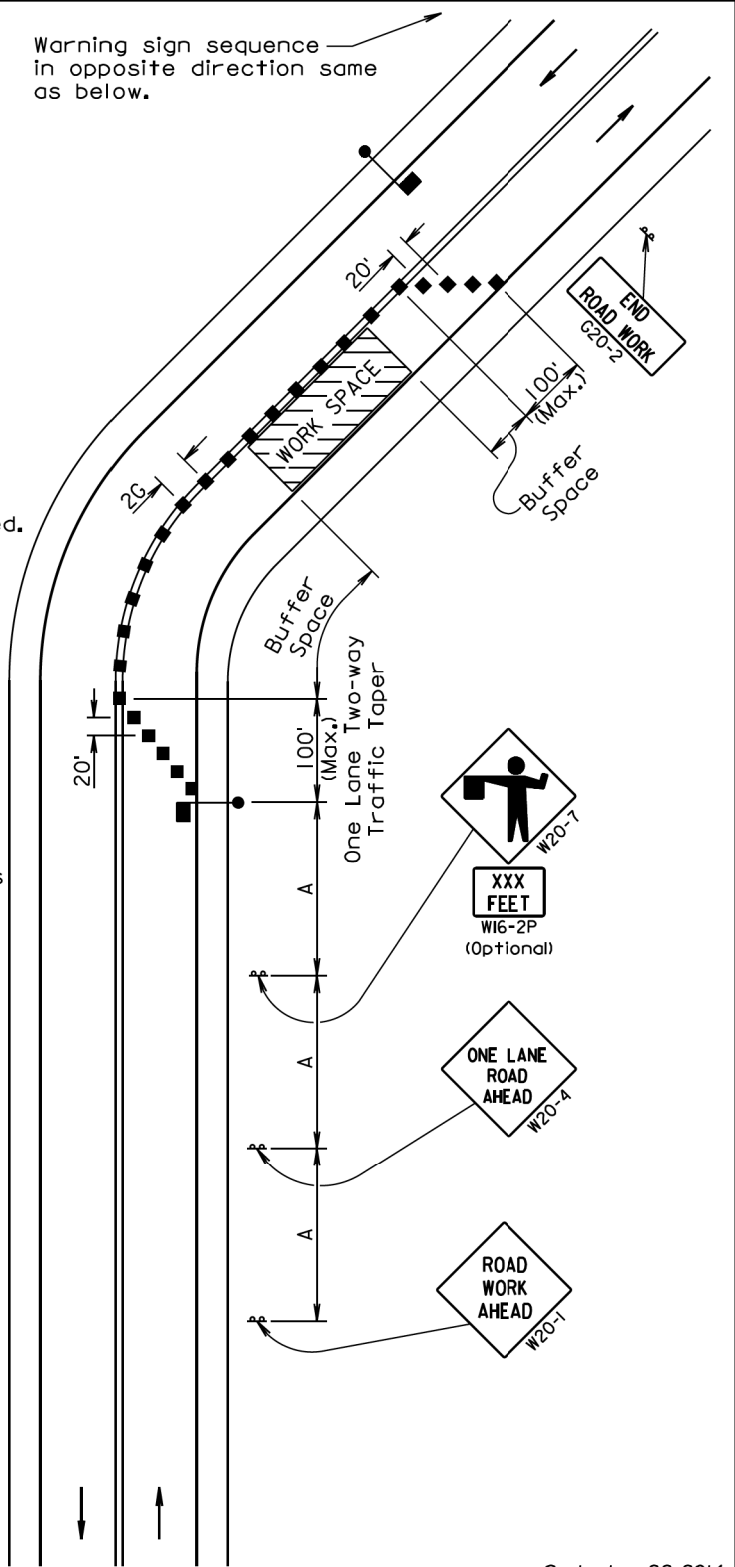 Warning sign sequence
in opposite direction same
as below.
20'
END
ROAD WORK
G20-2
100'
(Max.)
Buffer
Space
WORK SPACE
2G
ed.
Buffer
Space
100'
(Max.)
One Lane Two-way
Traffic Taper
20'
s
A
W20-7
XXX
FEET
W16-2P
(Optional)
A
ONE LANE
ROAD
AHEAD
W20-4
A
ROAD
WORK
AHEAD
W20-1